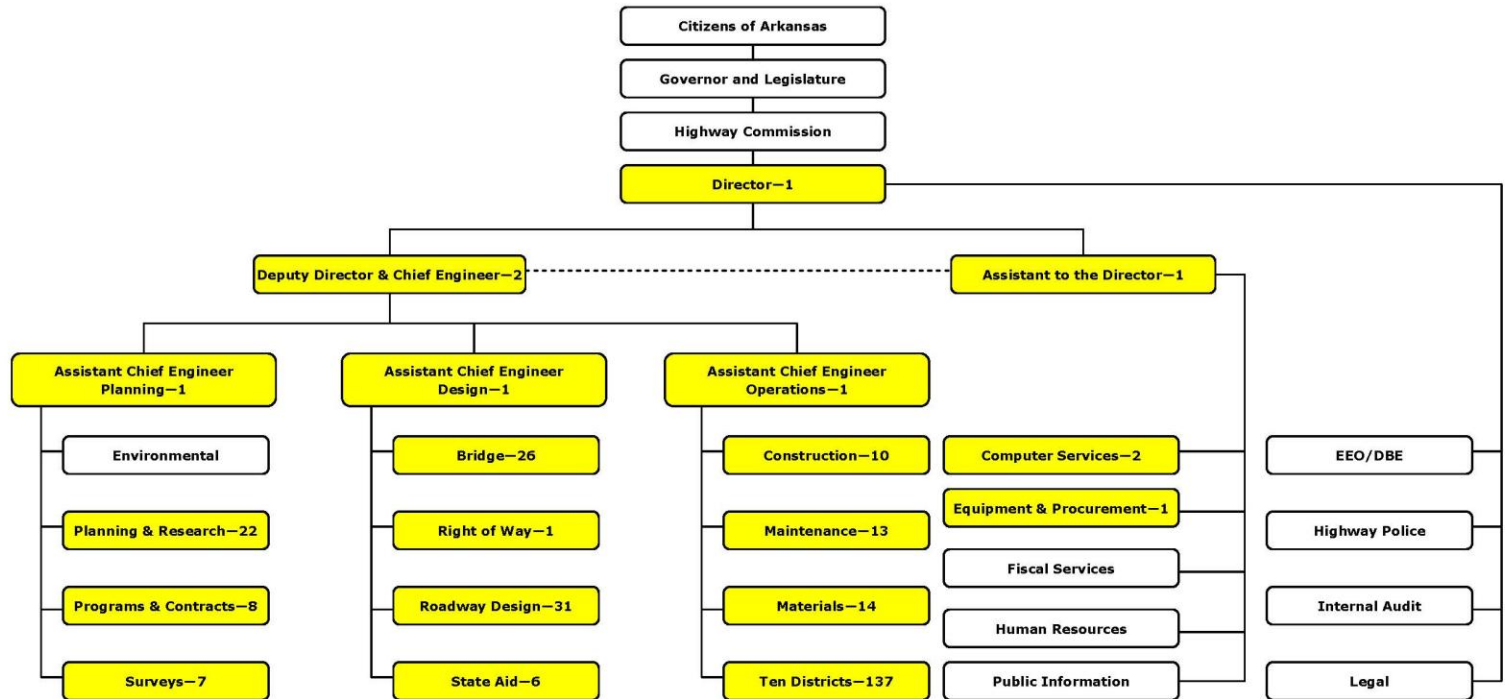 Citizens of Arkansas
Governor and Legislature
Highway Commission
Director—1
Deputy Director & Chief Engineer—2
Assistant to the Director—1
Assistant Chief Engineer
Planning—1
Assistant Chief Engineer
Design—1
Assistant Chief Engineer
Operations—1
Environmental
Bridge—26
Construction—10
Computer Services—2
EEO/DBE
Planning & Research—22
Right of Way—1
Maintenance—13
Equipment & Procurement—1
Highway Police
Programs & Contracts—8
Roadway Design—31
Materials—14
Fiscal Services
Internal Audit
Surveys—7
State Aid—6
Ten Districts—137
Human Resources
Public Information
Legal